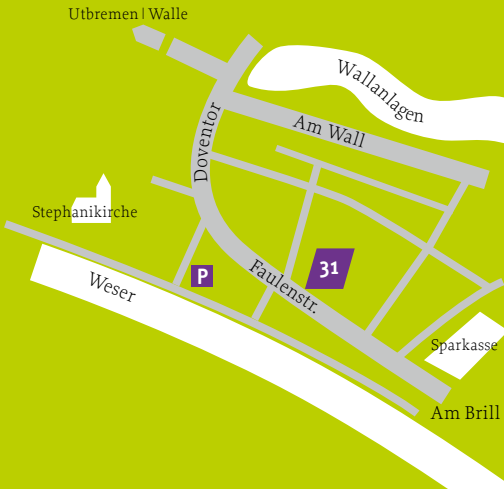 Utbremen | Walle
Wallanlagen
Am Wall
Doventor
Stephanikirche
31
P
Faulenstr.
Weser
Sparkasse
Am Brill